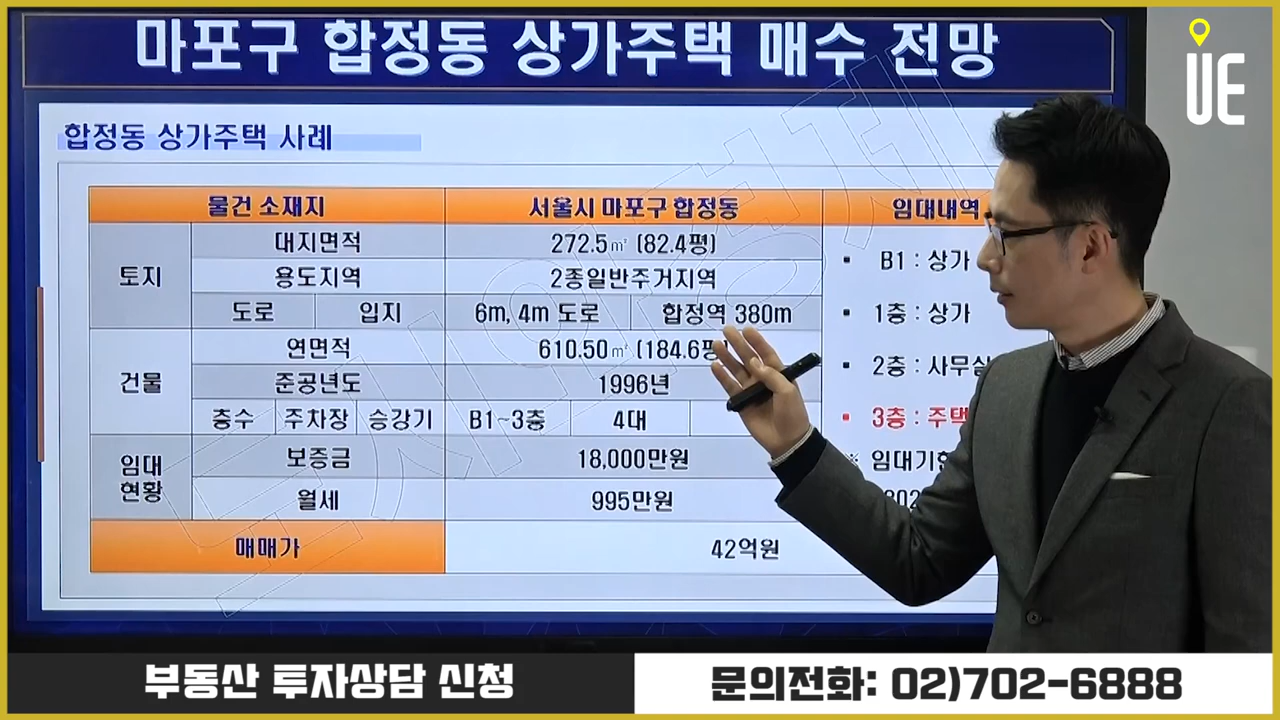 마포구 합정동 상가주택 매수 전망
UE
합정동 상가주택 사례
물건 소재지 서울시 마포구 합정동 임대내역
토지 대지면적 272.5㎡ (82.4평)
용도지역 2종일반주거지역
도로 입지 6m, 4m 도로 합정역 380m
건물 연면적 610.50㎡ (184.6평
준공년도 1996년
층수 주차장 승강기 B1~3층 4대
임대현황 보증금 18,000만원
월세 995만원
매매가 42억원
▪ B1 : 상가
▪ 1층 : 상가
▪ 2층 : 사무실
▪ 3층 : 주택
※ 임대기한
부동산 투자상담 신청
문의전화: 02)702-6888